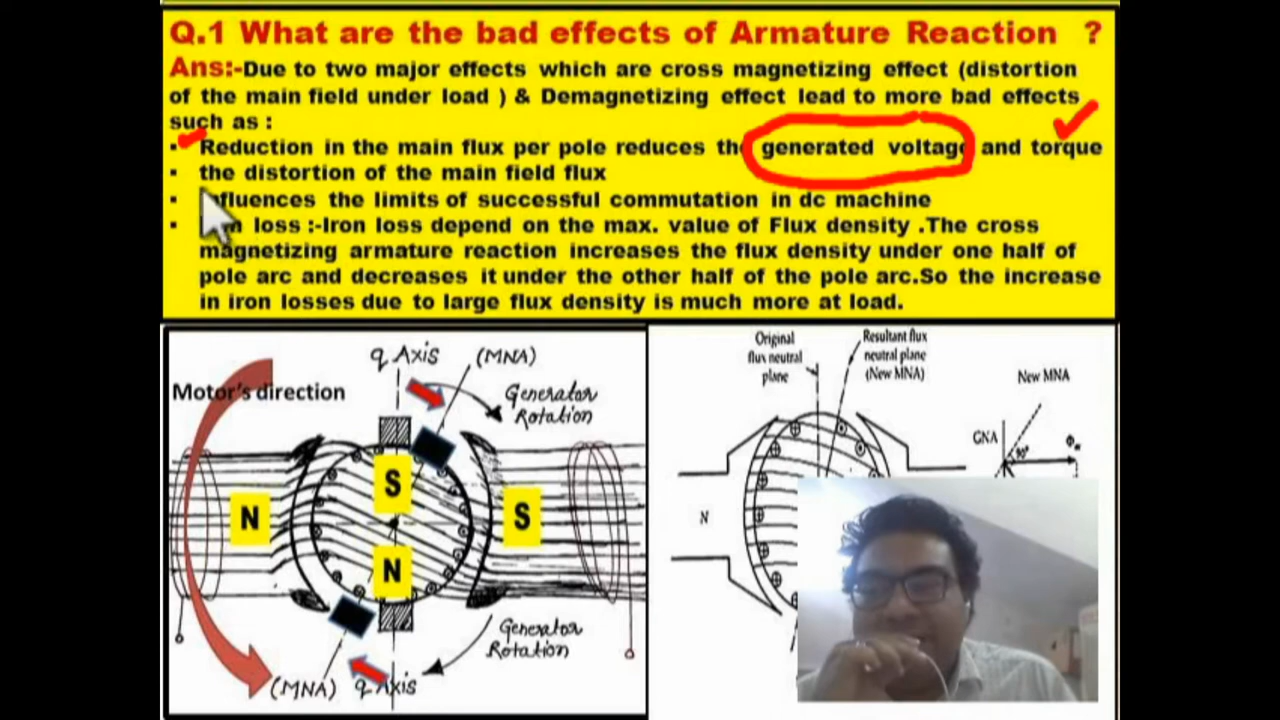 Q.1 What are the bad effects of Armature Reaction ?
Ans:-Due to two major effects which are cross magnetizing effect (distortion
of the main field under load ) & Demagnetizing effect lead to more bad effects
such as :
▪ Reduction in the main flux per pole reduces the generated voltage and torque
▪ the distortion of the main field flux
▪ influences the limits of successful commutation in dc machine
▪ loss :-Iron loss depend on the max. value of Flux density .The cross
magnetizing armature reaction increases the flux density under one half of
pole arc and decreases it under the other half of the pole arc.So the increase
in iron losses due to large flux density is much more at load.
q Axis (MNA)
Motor's direction
Generator
Rotation
S
N
S
N
Generator
Rotation
(MNA) q Axis
Original
flux neutral
plane
Resultant flux
neutral plane
(New MNA)
New MNA
GNA
90°
N